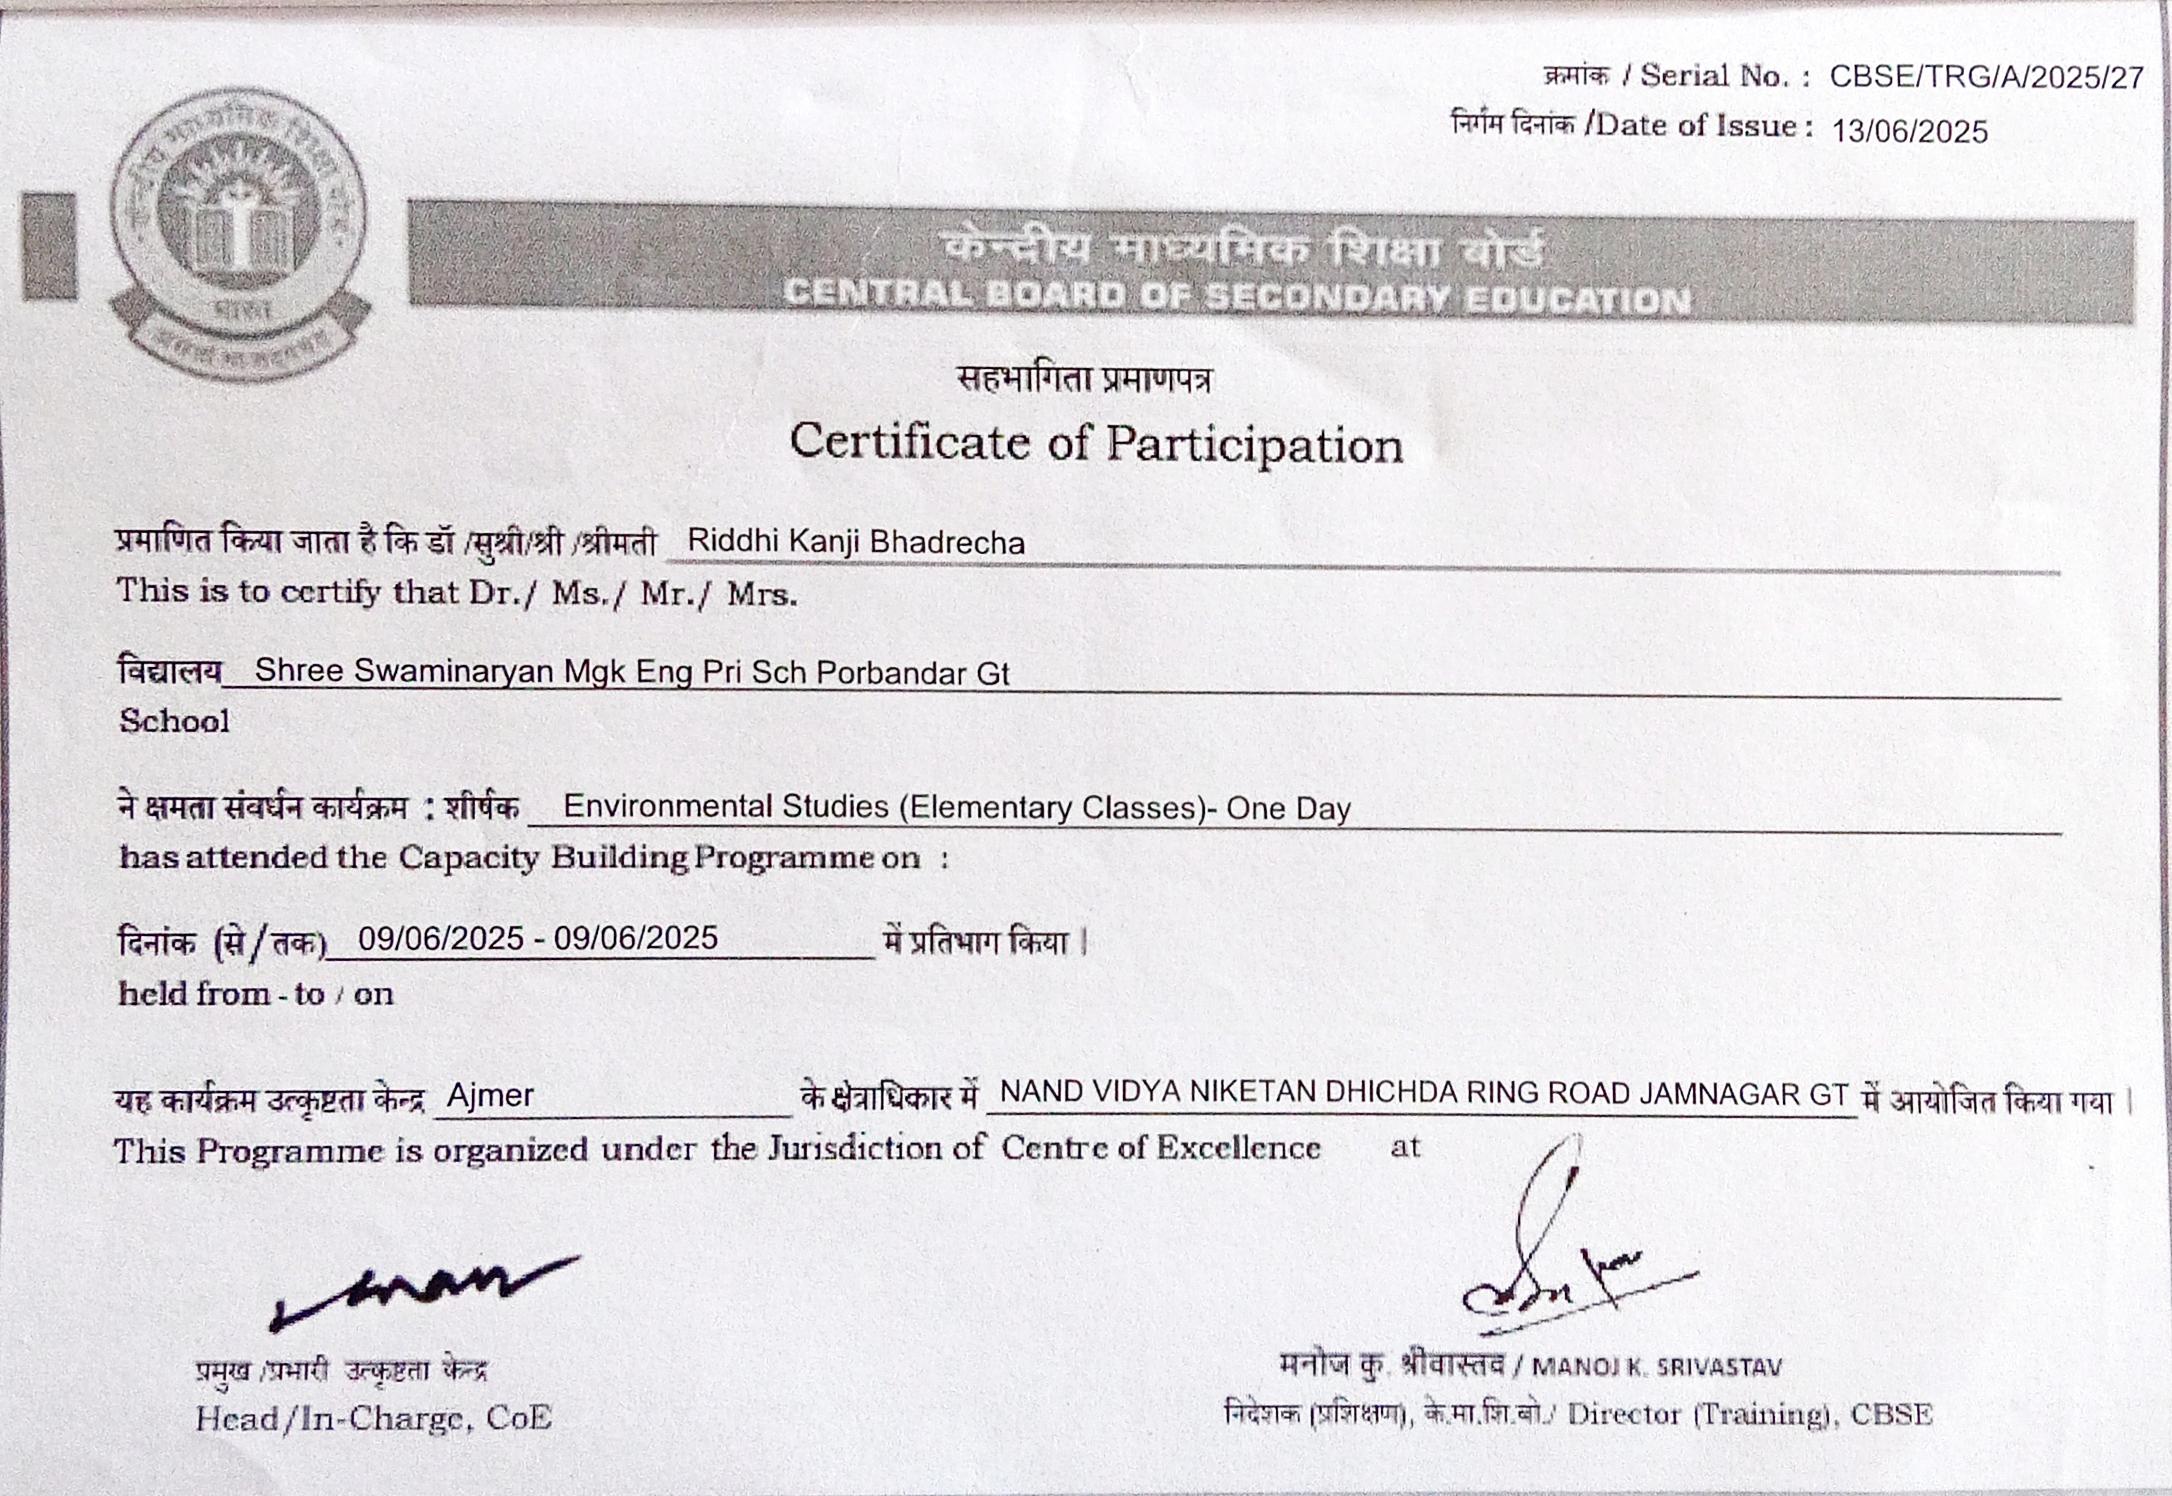 क्रमांक / Serial No. : CBSE/TRG/A/2025/27
निर्गम दिनांक /Date of Issue : 13/06/2025
भारत
केन्द्रीय माध्यमिक शिक्षा बोर्ड
CENTRAL BOARD OF SECONDARY EDUCATION
सहभागिता प्रमाणपत्र
Certificate of Participation
प्रमाणित किया जाता है कि डॉ /सुश्री/श्री /श्रीमती Riddhi Kanji Bhadrecha
This is to certify that Dr./ Ms./ Mr./ Mrs.
विद्यालय Shree Swaminaryan Mgk Eng Pri Sch Porbandar Gt
School
ने क्षमता संवर्धन कार्यक्रम : शीर्षक Environmental Studies (Elementary Classes)- One Day
has attended the Capacity Building Programme on :
दिनांक (से/तक) 09/06/2025 - 09/06/2025 में प्रतिभाग किया |
held from - to / on
यह कार्यक्रम उत्कृष्टता केन्द्र Ajmer के क्षेत्राधिकार में NAND VIDYA NIKETAN DHICHDA RING ROAD JAMNAGAR GT में आयोजित किया गया |
This Programme is organized under the Jurisdiction of Centre of Excellence at
प्रमुख /प्रभारी उत्कृष्टता केन्द्र
Head/In-Charge, CoE
मनोज कु. श्रीवास्तव / MANOJ K. SRIVASTAV
निदेशक (प्रशिक्षण), के.मा.शि.बो./ Director (Training), CBSE